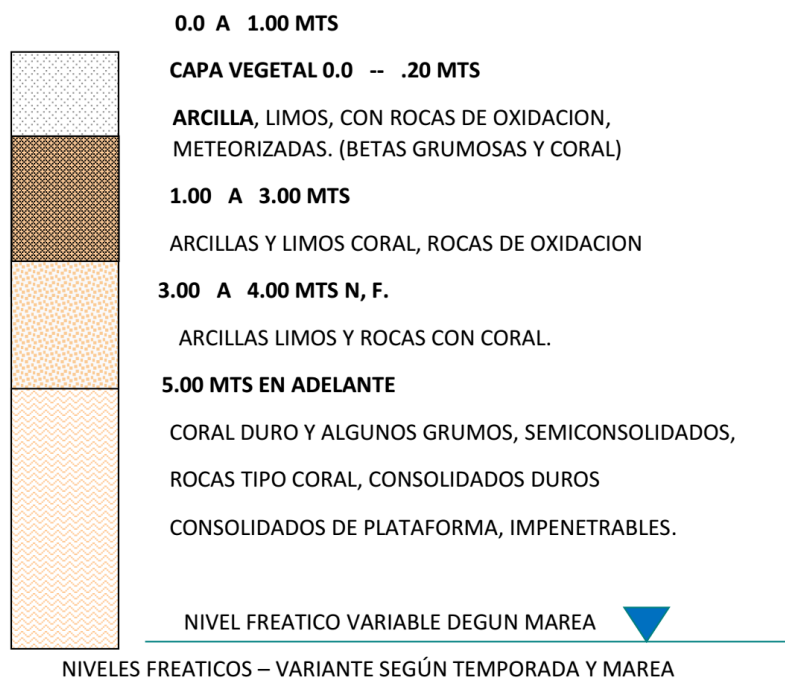 0.0 A 1.00 MTS
CAPA VEGETAL 0.0 -- .20 MTS
ARCILLA, LIMOS, CON ROCAS DE OXIDACION,
METEORIZADAS. (BETAS GRUMOSAS Y CORAL)
1.00 A 3.00 MTS
ARCILLAS Y LIMOS CORAL, ROCAS DE OXIDACION
3.00 A 4.00 MTS N, F.
ARCILLAS LIMOS Y ROCAS CON CORAL.
5.00 MTS EN ADELANTE
CORAL DURO Y ALGUNOS GRUMOS, SEMICONSOLIDADOS,
ROCAS TIPO CORAL, CONSOLIDADOS DUROS
CONSOLIDADOS DE PLATAFORMA, IMPENETRABLES.
NIVEL FREATICO VARIABLE DEGUN MAREA
NIVELES FREATICOS – VARIANTE SEGÚN TEMPORADA Y MAREA